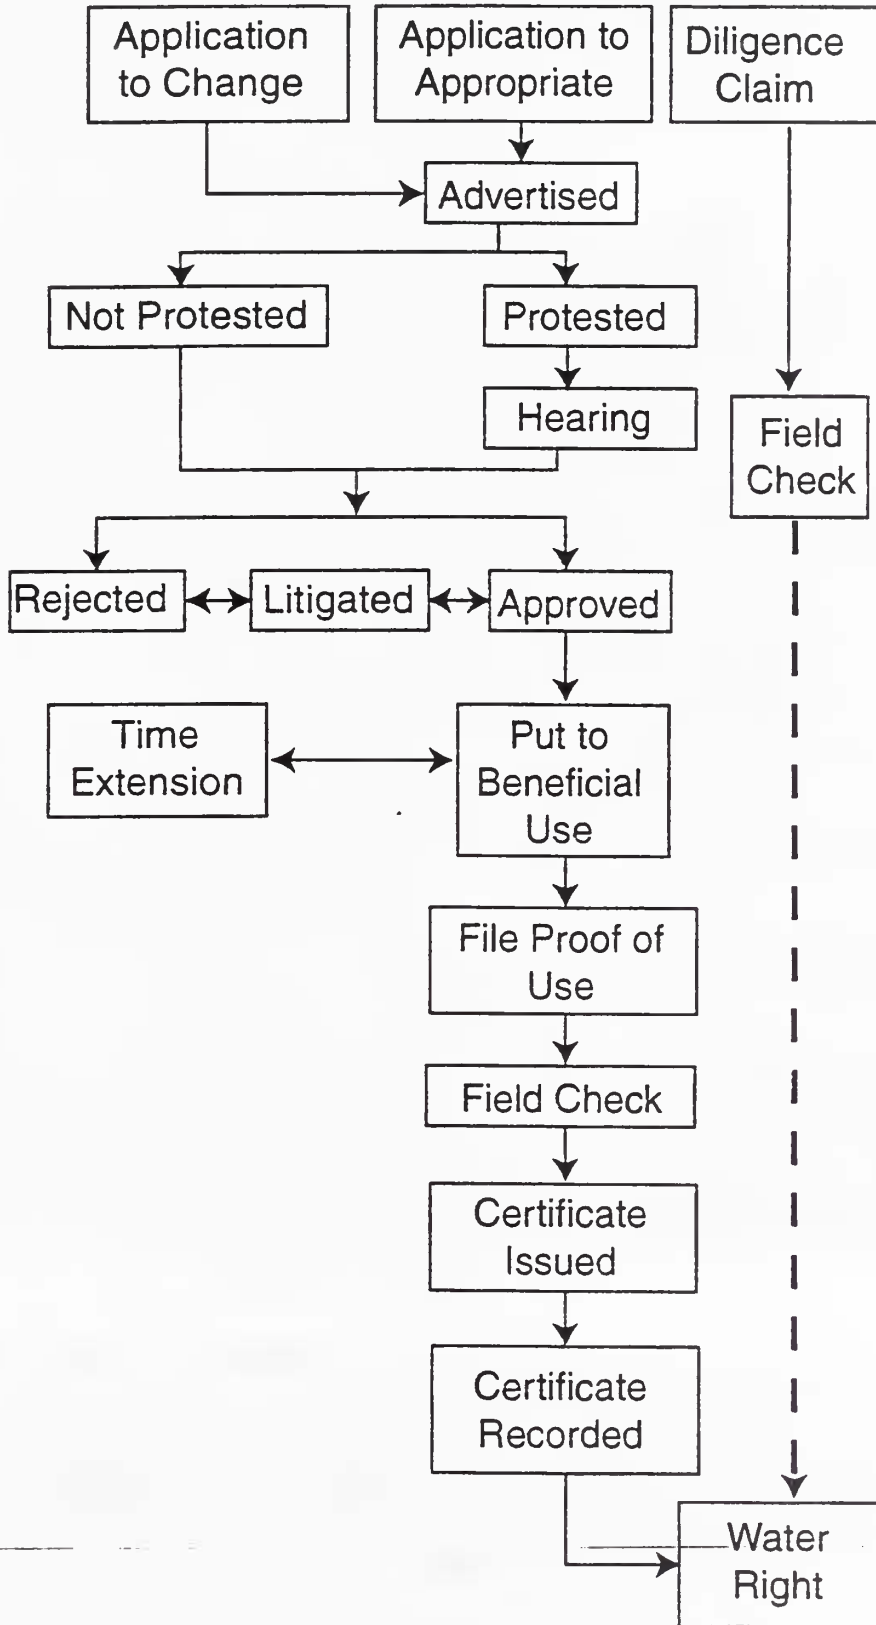 Application
to Change
Application to
Appropriate
Diligence
Claim
Advertised
Not Protested
Protested
Hearing
Field
Check
Rejected
Litigated
Approved
Time
Extension
Put to
Beneficial
Use
File Proof of
Use
Field Check
Certificate
Issued
Certificate
Recorded
Water
Right